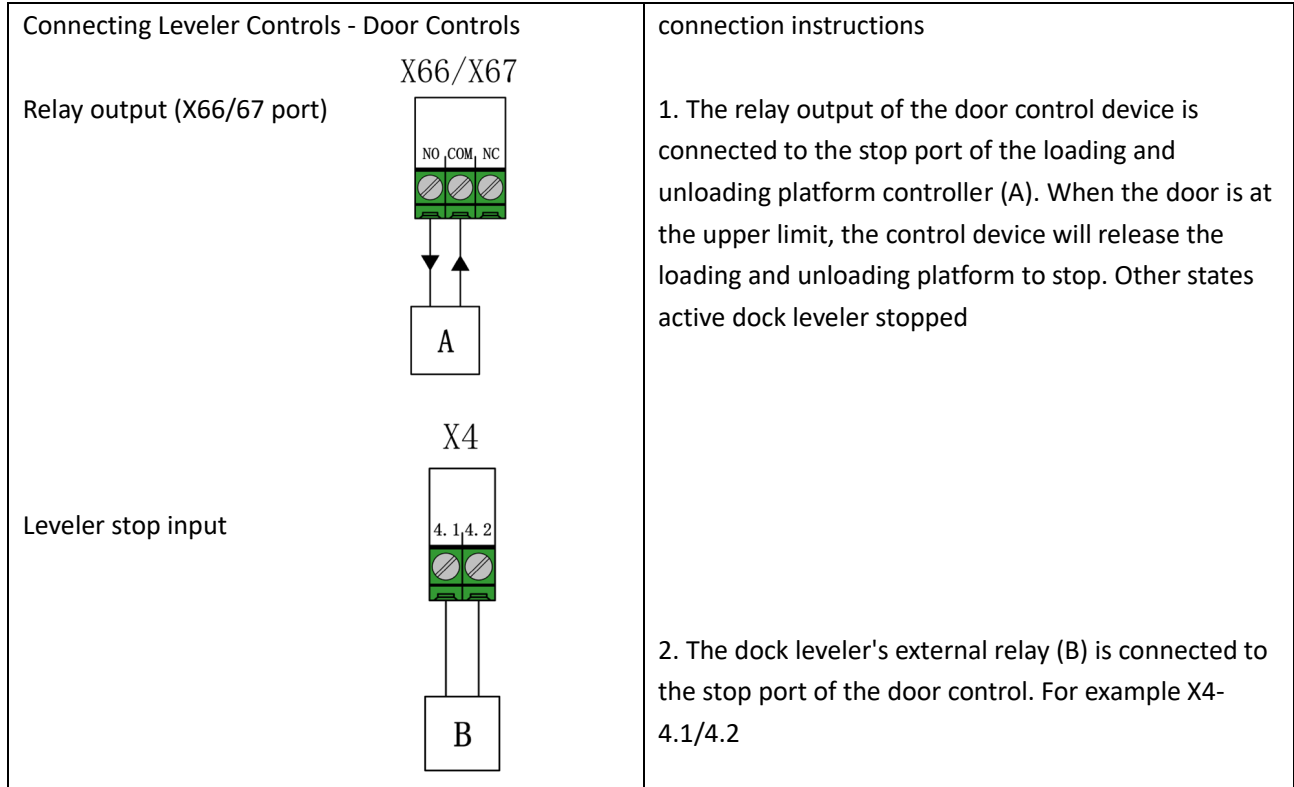 Connecting Leveler Controls - Door Controls
X66/X67
Relay output (X66/67 port)
NO COM NC
A
X4
Leveler stop input
4.1 4.2
B
connection instructions
1. The relay output of the door control device is
connected to the stop port of the loading and
unloading platform controller (A). When the door is at
the upper limit, the control device will release the
loading and unloading platform to stop. Other states
active dock leveler stopped
2. The dock leveler's external relay (B) is connected to
the stop port of the door control. For example X4-
4.1/4.2